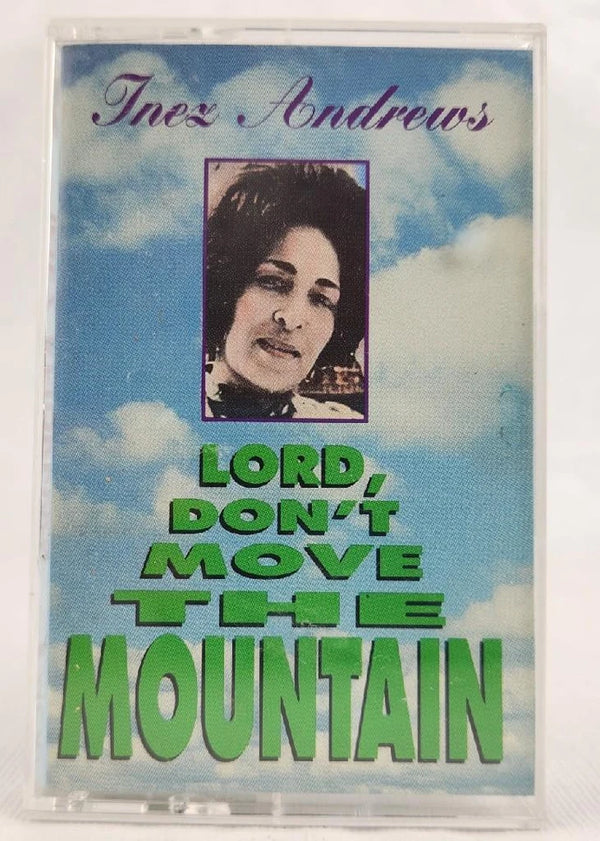 Inez Andrews
LORD,
DON'T
MOVE
THE
MOUNTAIN